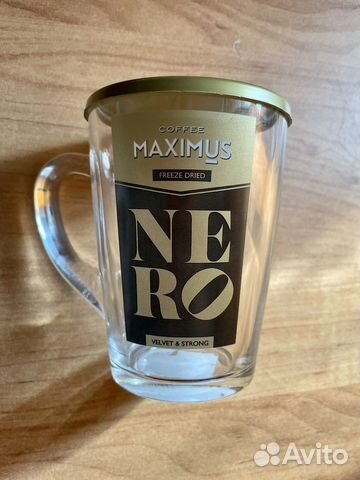 COFFEE
MAXIMUS
FREEZE DRIED
NE
RO
VELVET & STRONG
Avito